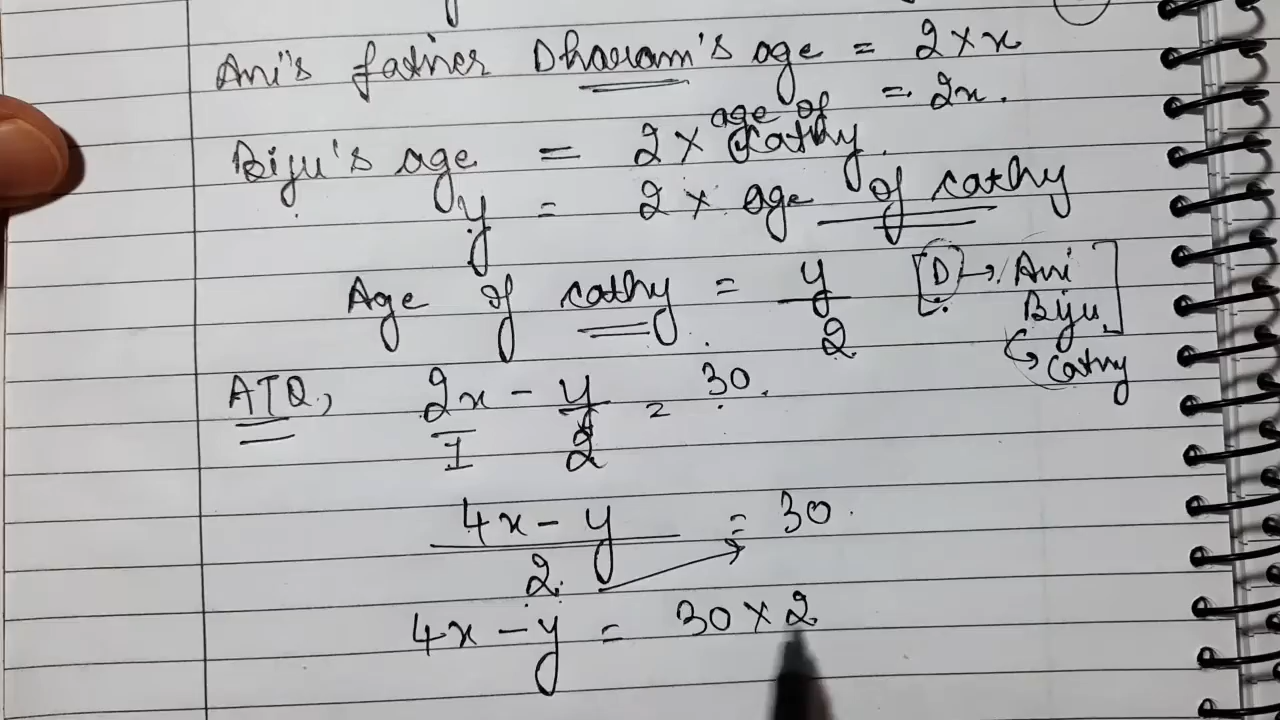 Ani's father Dharam's age = 2 × x
= 2x.
Biju's age = 2 × age of Cathy.
y = 2 × age of cathy
Age of cathy = y/2 [D → Ani
Biju]
→ Cathy
ATQ, 2x/1 - y/2 = 30.
4x - y/2 = 30.
4x - y = 30 × 2